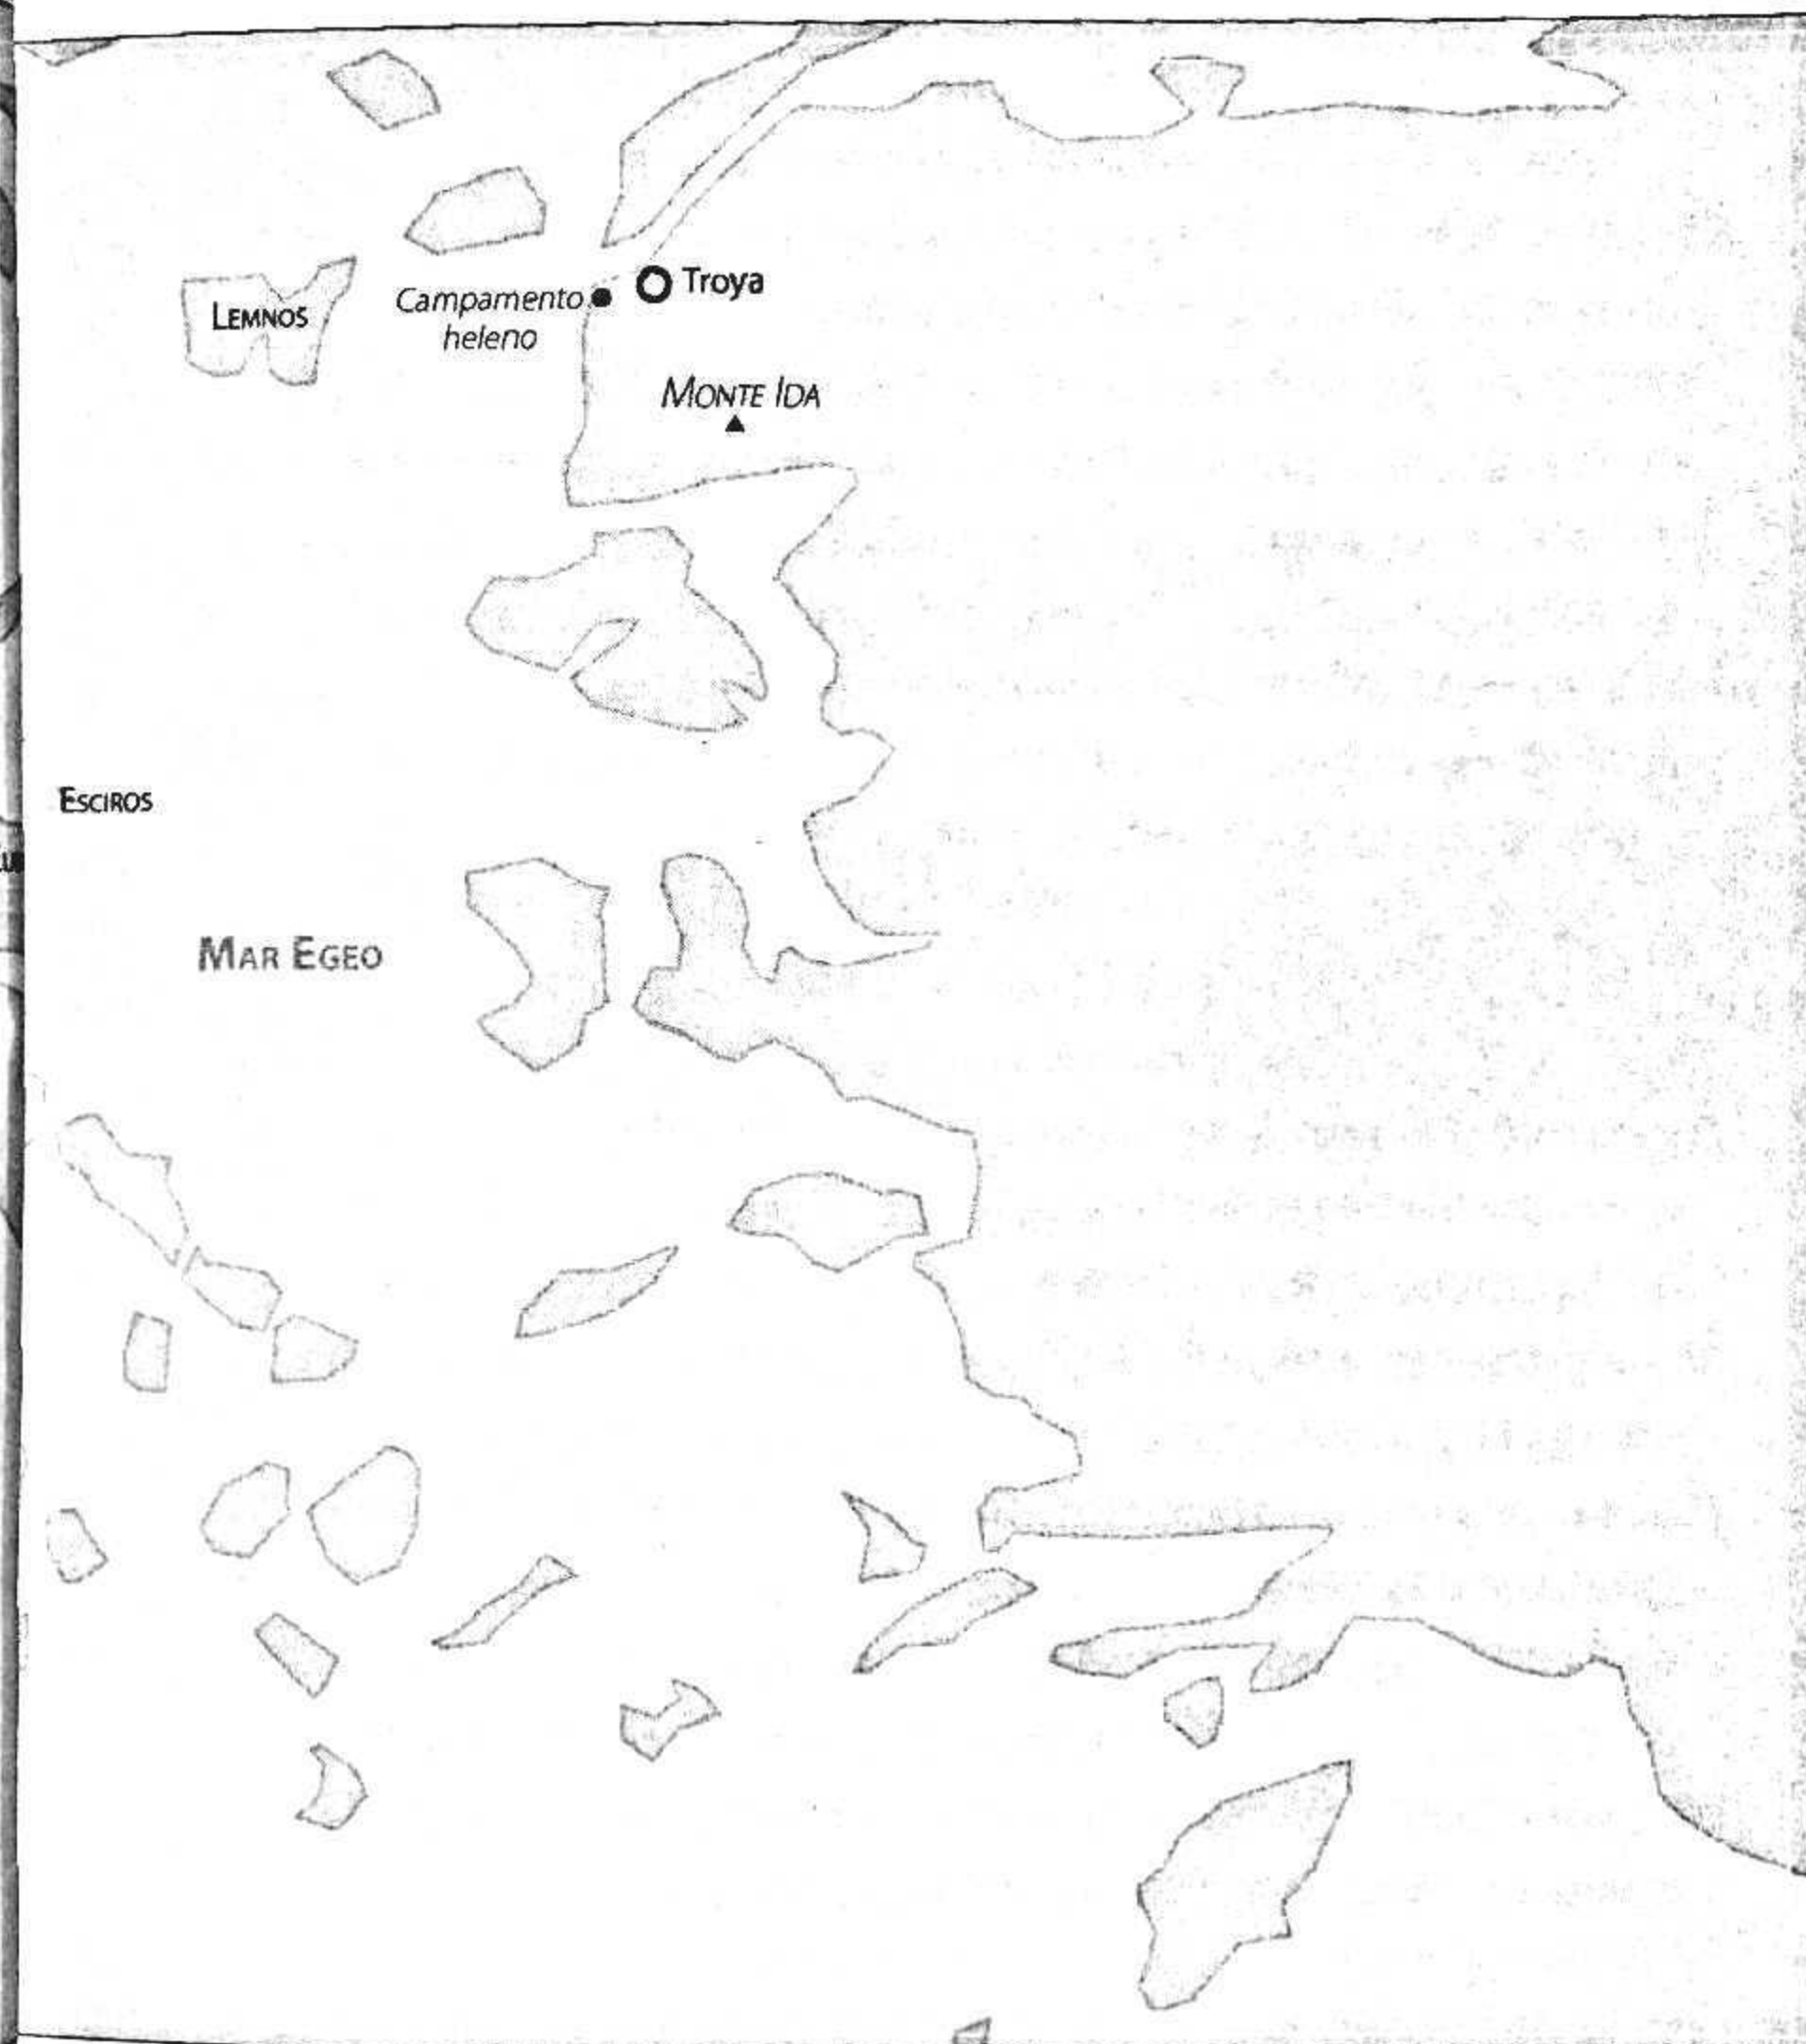 Troya
Campamento
heleno
LEMNOS
MONTE IDA
ESCIROS
MAR EGEO